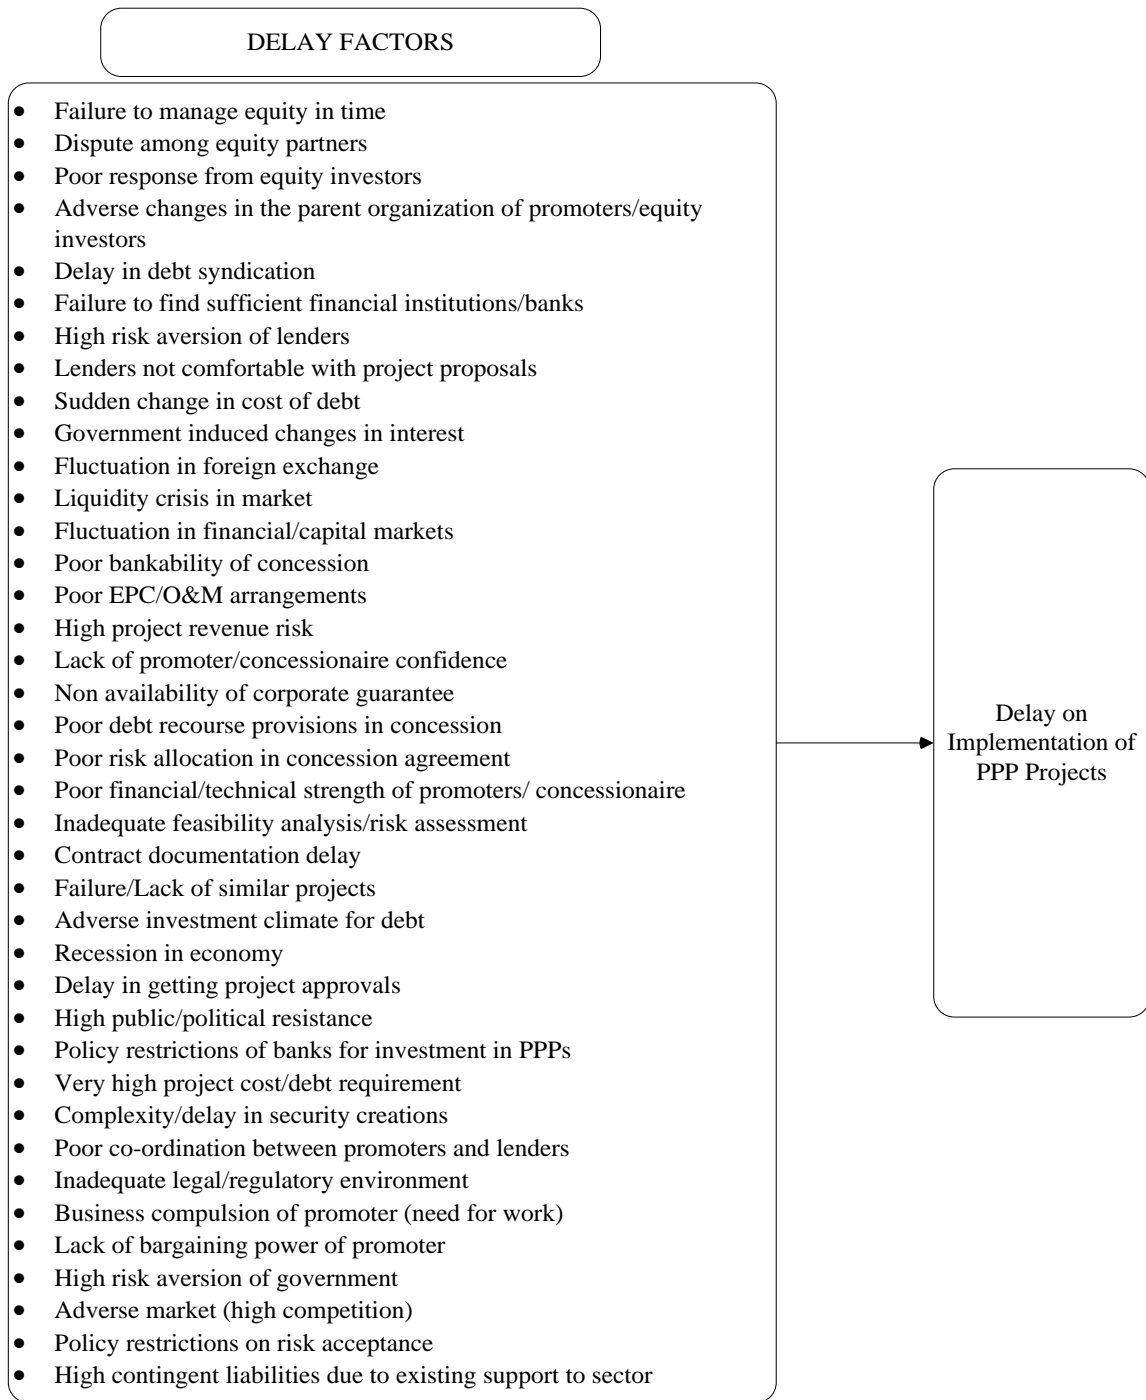 DELAY FACTORS
• Failure to manage equity in time
• Dispute among equity partners
• Poor response from equity investors
• Adverse changes in the parent organization of promoters/equity
investors
• Delay in debt syndication
• Failure to find sufficient financial institutions/banks
• High risk aversion of lenders
• Lenders not comfortable with project proposals
• Sudden change in cost of debt
• Government induced changes in interest
• Fluctuation in foreign exchange
• Liquidity crisis in market
• Fluctuation in financial/capital markets
• Poor bankability of concession
• Poor EPC/O&M arrangements
• High project revenue risk
• Lack of promoter/concessionaire confidence
• Non availability of corporate guarantee
• Poor debt recourse provisions in concession
• Poor risk allocation in concession agreement
• Poor financial/technical strength of promoters/ concessionaire
• Inadequate feasibility analysis/risk assessment
• Contract documentation delay
• Failure/Lack of similar projects
• Adverse investment climate for debt
• Recession in economy
• Delay in getting project approvals
• High public/political resistance
• Policy restrictions of banks for investment in PPPs
• Very high project cost/debt requirement
• Complexity/delay in security creations
• Poor co-ordination between promoters and lenders
• Inadequate legal/regulatory environment
• Business compulsion of promoter (need for work)
• Lack of bargaining power of promoter
• High risk aversion of government
• Adverse market (high competition)
• Policy restrictions on risk acceptance
• High contingent liabilities due to existing support to sector
Delay on
Implementation of
PPP Projects